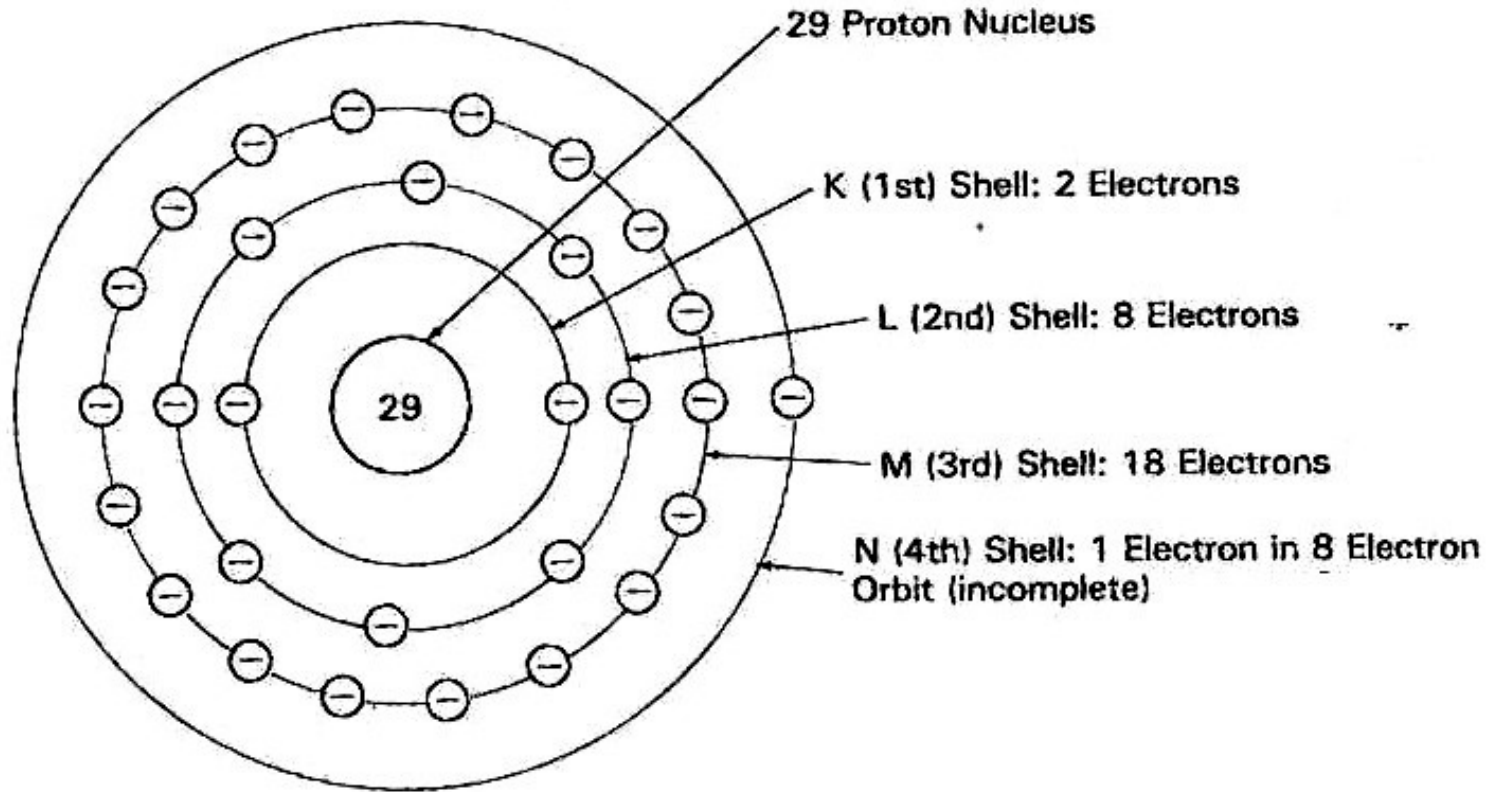 29 Proton Nucleus
K (1st) Shell: 2 Electrons
L (2nd) Shell: 8 Electrons
29
M (3rd) Shell: 18 Electrons
N (4th) Shell: 1 Electron in 8 Electron
Orbit (incomplete)